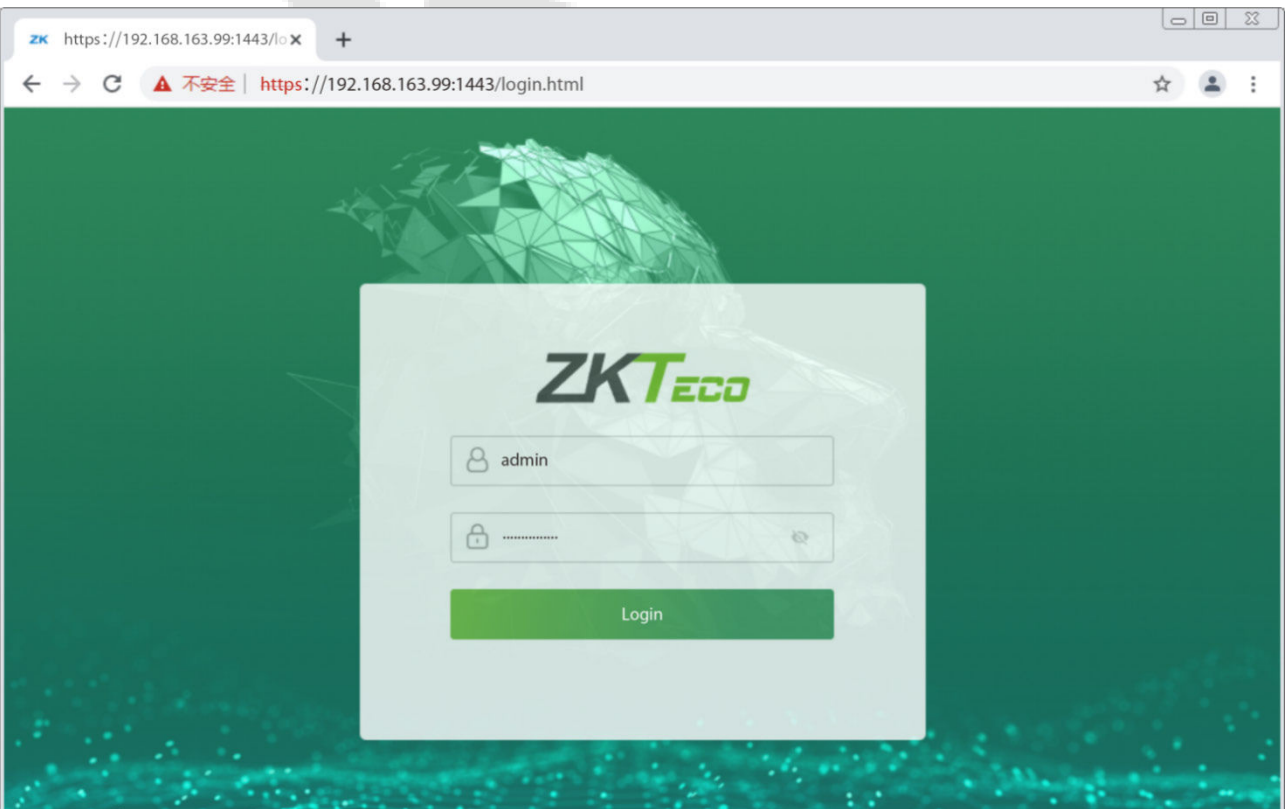 ZK https://192.168.163.99:1443/lo
不安全 https://192.168.163.99:1443/login.html
ZKTECO
admin
Login